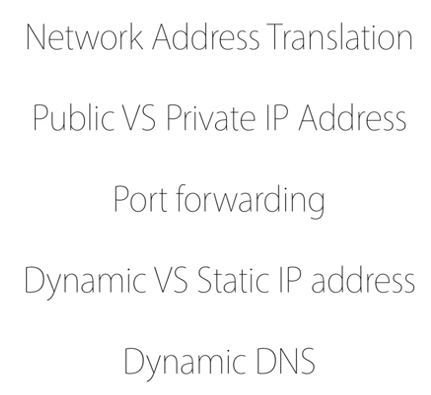 Network Address Translation
Public VS Private IP Address
Port forwarding
Dynamic VS Static IP address
Dynamic DNS